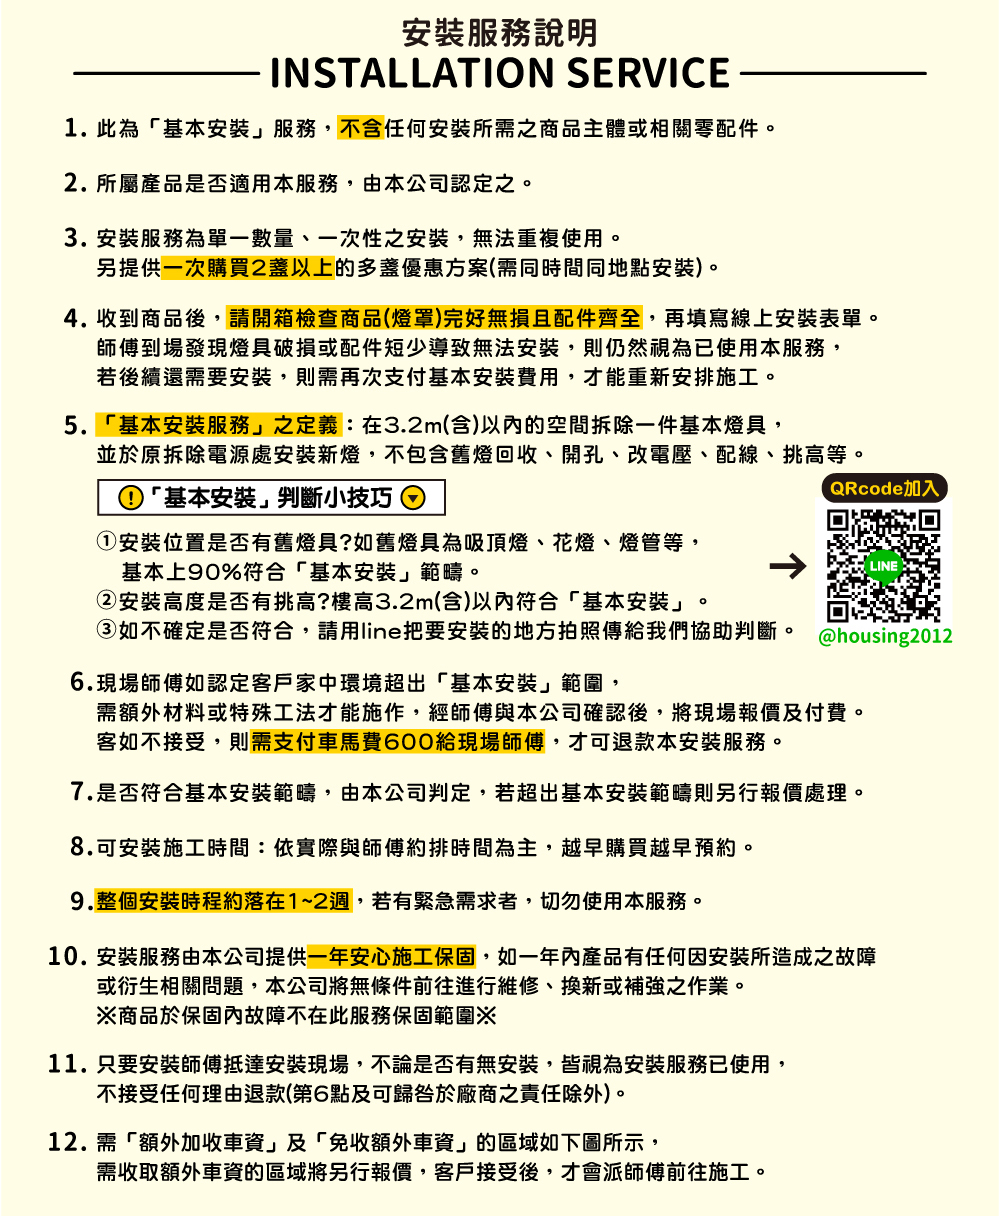 安裝服務說明
INSTALLATION SERVICE
1. 此為「基本安裝」服務，不含任何安裝所需之商品主體或相關零配件。
2. 所屬產品是否適用本服務，由本公司認定之。
3. 安裝服務為單一數量、一次性之安裝，無法重複使用。
另提供一次購買2盞以上的多盞優惠方案(需同時間同地點安裝)。
4. 收到商品後，請開箱檢查商品(燈罩)完好無損且配件齊全，再填寫線上安裝表單。
師傅到場發現燈具破損或配件短少導致無法安裝，則仍然視為已使用本服務，
若後續還需要安裝，則需再次支付基本安裝費用，才能重新安排施工。
5. 「基本安裝服務」之定義：在3.2m(含)以內的空間拆除一件基本燈具，
並於原拆除電源處安裝新燈，不包含舊燈回收、開孔、改電壓、配線、挑高等。
!「基本安裝」判斷小技巧
QRcode加入
①安裝位置是否有舊燈具?如舊燈具為吸頂燈、花燈、燈管等，
基本上90%符合「基本安裝」範疇。
②安裝高度是否有挑高?樓高3.2m(含)以內符合「基本安裝」。
③如不確定是否符合，請用line把要安裝的地方拍照傳給我們協助判斷。
LINE
@housing2012
6.現場師傅如認定客戶家中環境超出「基本安裝」範圍，
需額外材料或特殊工法才能施作，經師傅與本公司確認後，將現場報價及付費。
客如不接受，則需支付車馬費600給現場師傅，才可退款本安裝服務。
7.是否符合基本安裝範疇，由本公司判定，若超出基本安裝範疇則另行報價處理。
8.可安裝施工時間：依實際與師傅約排時間為主，越早購買越早預約。
9.整個安裝時程約落在1~2週，若有緊急需求者，切勿使用本服務。
10. 安裝服務由本公司提供一年安心施工保固，如一年內產品有任何因安裝所造成之故障
或衍生相關問題，本公司將無條件前往進行維修、換新或補強之作業。
※商品於保固內故障不在此服務保固範圍※
11. 只要安裝師傅抵達安裝現場，不論是否有無安裝，皆視為安裝服務已使用，
不接受任何理由退款(第6點及可歸咎於廠商之責任除外)。
12. 需「額外加收車資」及「免收額外車資」的區域如下圖所示，
需收取額外車資的區域將另行報價，客戶接受後，才會派師傅前往施工。